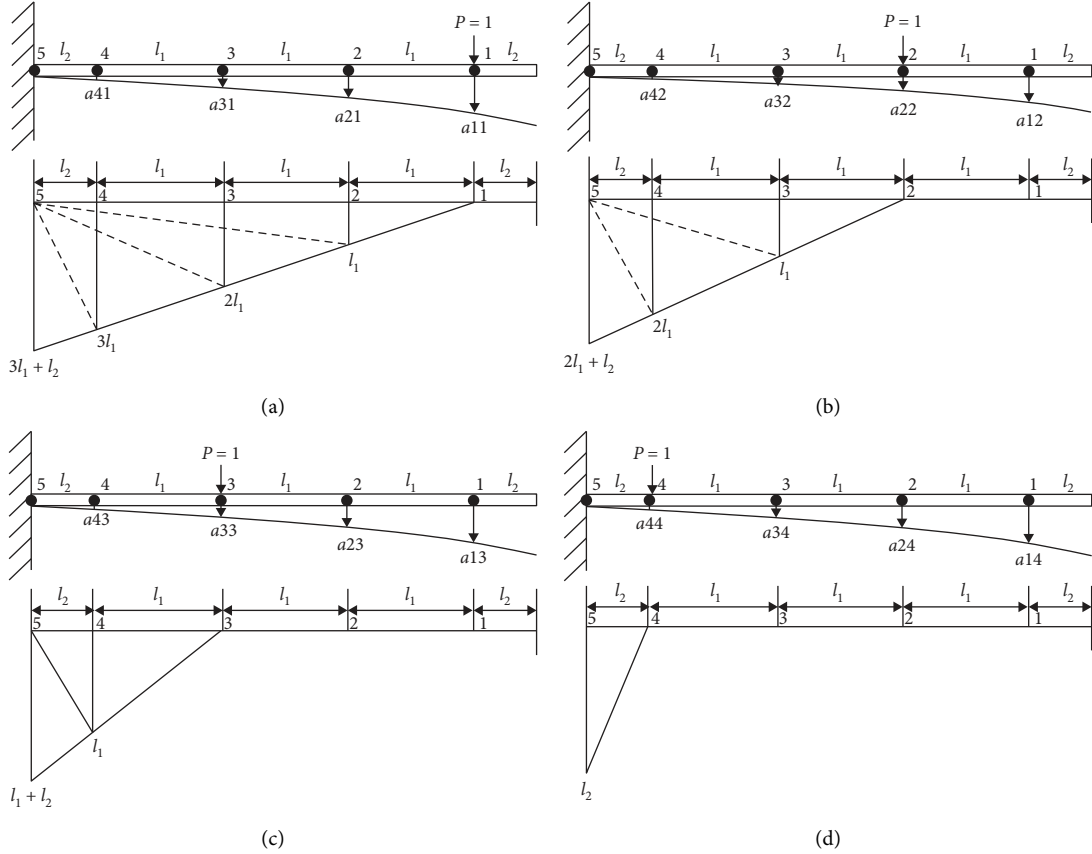 P = 1
5 l2 4 l1 3 l1 2 l1 1 l2
a41 a31 a21 a11
l2 l1 l1 l1 l2
5 4 3 2 1
l1
2l1
3l1
3l1 + l2
(a)
P = 1
5 l2 4 l1 3 l1 2 l1 1 l2
a42 a32 a22 a12
l2 l1 l1 l1 l2
5 4 3 2 1
l1
2l1
2l1 + l2
(b)
P = 1
5 l2 4 l1 3 l1 2 l1 1 l2
a43 a33 a23 a13
l2 l1 l1 l1 l2
5 4 3 2 1
l1
l1 + l2
(c)
P = 1
5 l2 4 l1 3 l1 2 l1 1 l2
a44 a34 a24 a14
l2 l1 l1 l1 l2
5 4 3 2 1
l2
(d)